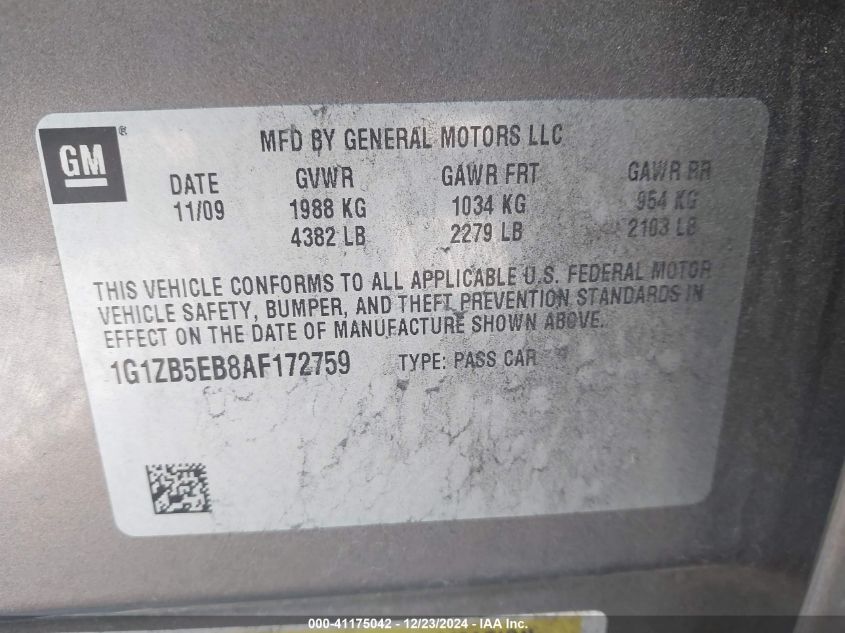 GM ®
MFD BY GENERAL MOTORS LLC
DATE GVWR GAWR FRT GAWR RR
11/09 1988 KG 1034 KG 954 KG
4382 LB 2279 LB 2103 LB
THIS VEHICLE CONFORMS TO ALL APPLICABLE U.S. FEDERAL MOTOR
VEHICLE SAFETY, BUMPER, AND THEFT PREVENTION STANDARDS IN
EFFECT ON THE DATE OF MANUFACTURE SHOWN ABOVE.
1G1ZB5EB8AF172759 TYPE: PASS CAR
000-41175042 - 12/23/2024 - IAA Inc.